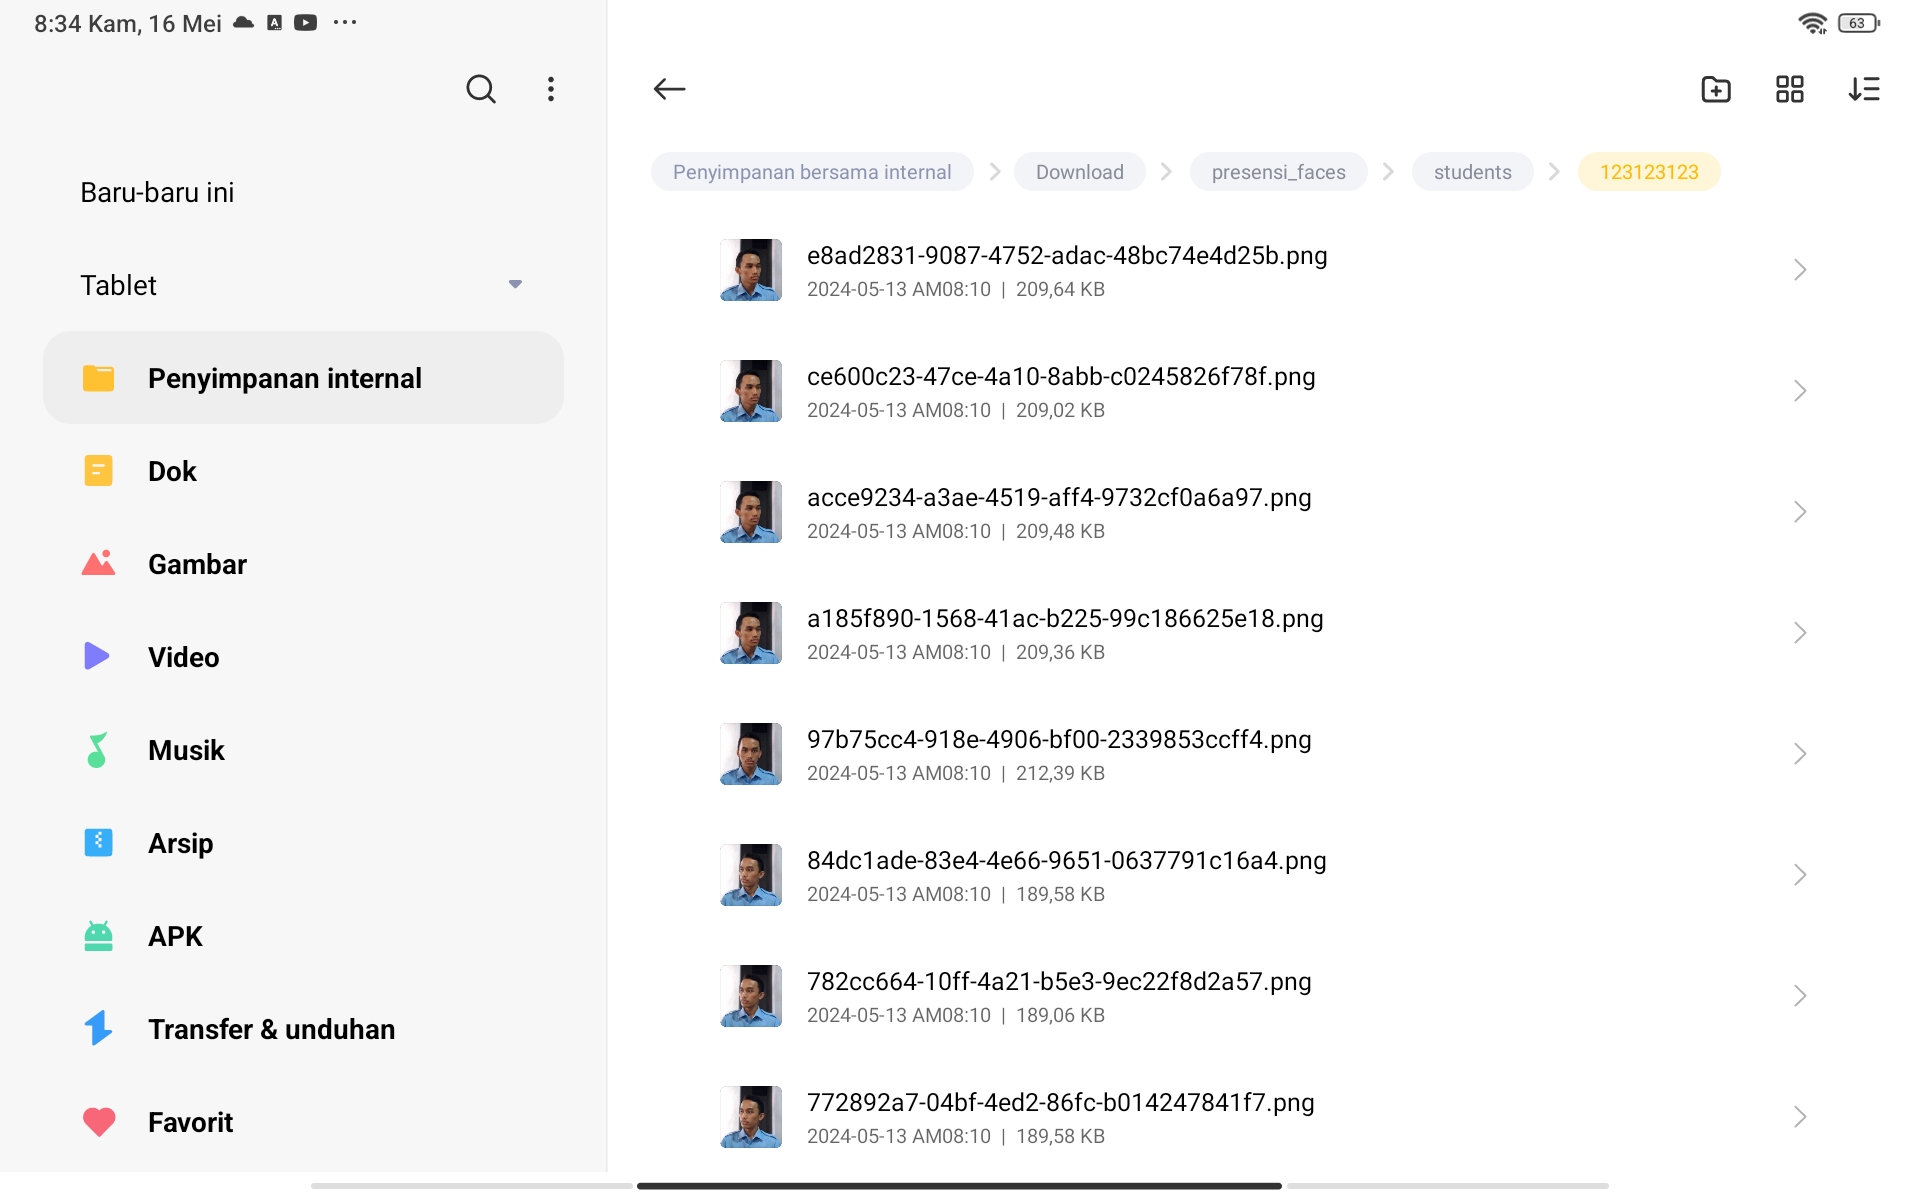 8:34 Kam, 16 Mei
63
Baru-baru ini
Tablet
Penyimpanan internal
Dok
Gambar
Video
Musik
Arsip
APK
Transfer & unduhan
Favorit
Penyimpanan bersama internal
Download
presensi_faces
students
123123123
e8ad2831-9087-4752-adac-48bc74e4d25b.png
2024-05-13 AM08:10 | 209,64 KB
ce600c23-47ce-4a10-8abb-c0245826f78f.png
2024-05-13 AM08:10 | 209,02 KB
acce9234-a3ae-4519-aff4-9732cf0a6a97.png
2024-05-13 AM08:10 | 209,48 KB
a185f890-1568-41ac-b225-99c186625e18.png
2024-05-13 AM08:10 | 209,36 KB
97b75cc4-918e-4906-bf00-2339853ccff4.png
2024-05-13 AM08:10 | 212,39 KB
84dc1ade-83e4-4e66-9651-0637791c16a4.png
2024-05-13 AM08:10 | 189,58 KB
782cc664-10ff-4a21-b5e3-9ec22f8d2a57.png
2024-05-13 AM08:10 | 189,06 KB
772892a7-04bf-4ed2-86fc-b014247841f7.png
2024-05-13 AM08:10 | 189,58 KB